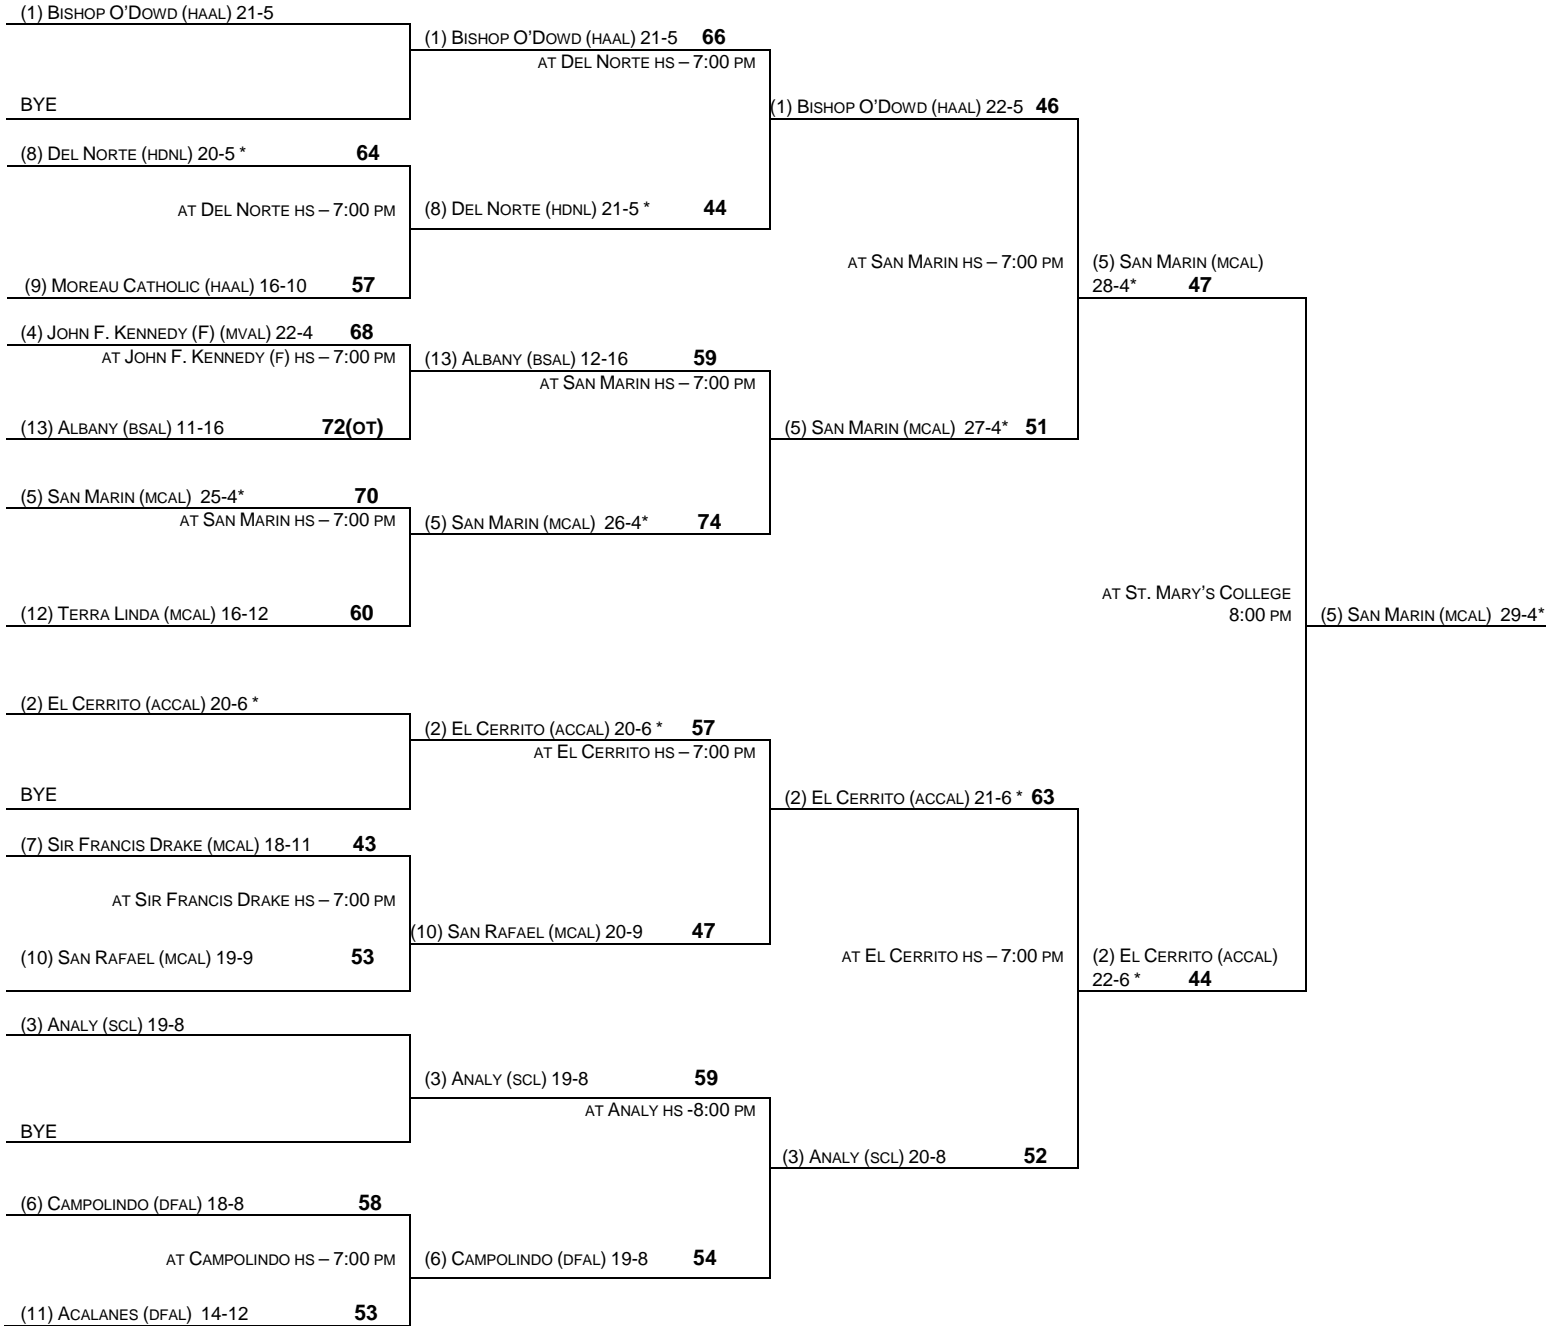 (1) BISHOP O'DOWD (HAAL) 21-5
BYE
(8) DEL NORTE (HDNL) 20-5 * 64
AT DEL NORTE HS – 7:00 PM
(9) MOREAU CATHOLIC (HAAL) 16-10 57
(4) JOHN F. KENNEDY (F) (MVAL) 22-4 68
AT JOHN F. KENNEDY (F) HS – 7:00 PM
(13) ALBANY (BSAL) 11-16 72(OT)
(5) SAN MARIN (MCAL) 25-4* 70
AT SAN MARIN HS – 7:00 PM
(12) TERRA LINDA (MCAL) 16-12 60
(2) EL CERRITO (ACCAL) 20-6 *
BYE
(7) SIR FRANCIS DRAKE (MCAL) 18-11 43
AT SIR FRANCIS DRAKE HS – 7:00 PM
(10) SAN RAFAEL (MCAL) 19-9 53
(3) ANALY (SCL) 19-8
BYE
(6) CAMPOLINDO (DFAL) 18-8 58
AT CAMPOLINDO HS – 7:00 PM
(11) ACALANES (DFAL) 14-12 53
(1) BISHOP O'DOWD (HAAL) 21-5 66
AT DEL NORTE HS – 7:00 PM
(8) DEL NORTE (HDNL) 21-5 * 44
(13) ALBANY (BSAL) 12-16 59
AT SAN MARIN HS – 7:00 PM
(5) SAN MARIN (MCAL) 26-4* 74
(2) EL CERRITO (ACCAL) 20-6 * 57
AT EL CERRITO HS – 7:00 PM
(10) SAN RAFAEL (MCAL) 20-9 47
(3) ANALY (SCL) 19-8 59
AT ANALY HS -8:00 PM
(6) CAMPOLINDO (DFAL) 19-8 54
(1) BISHOP O'DOWD (HAAL) 22-5 46
AT SAN MARIN HS – 7:00 PM
(5) SAN MARIN (MCAL) 27-4* 51
(2) EL CERRITO (ACCAL) 21-6 * 63
AT EL CERRITO HS – 7:00 PM
(3) ANALY (SCL) 20-8 52
(5) SAN MARIN (MCAL)
28-4* 47
AT ST. MARY'S COLLEGE
8:00 PM
(2) EL CERRITO (ACCAL)
22-6 * 44
(5) SAN MARIN (MCAL) 29-4*